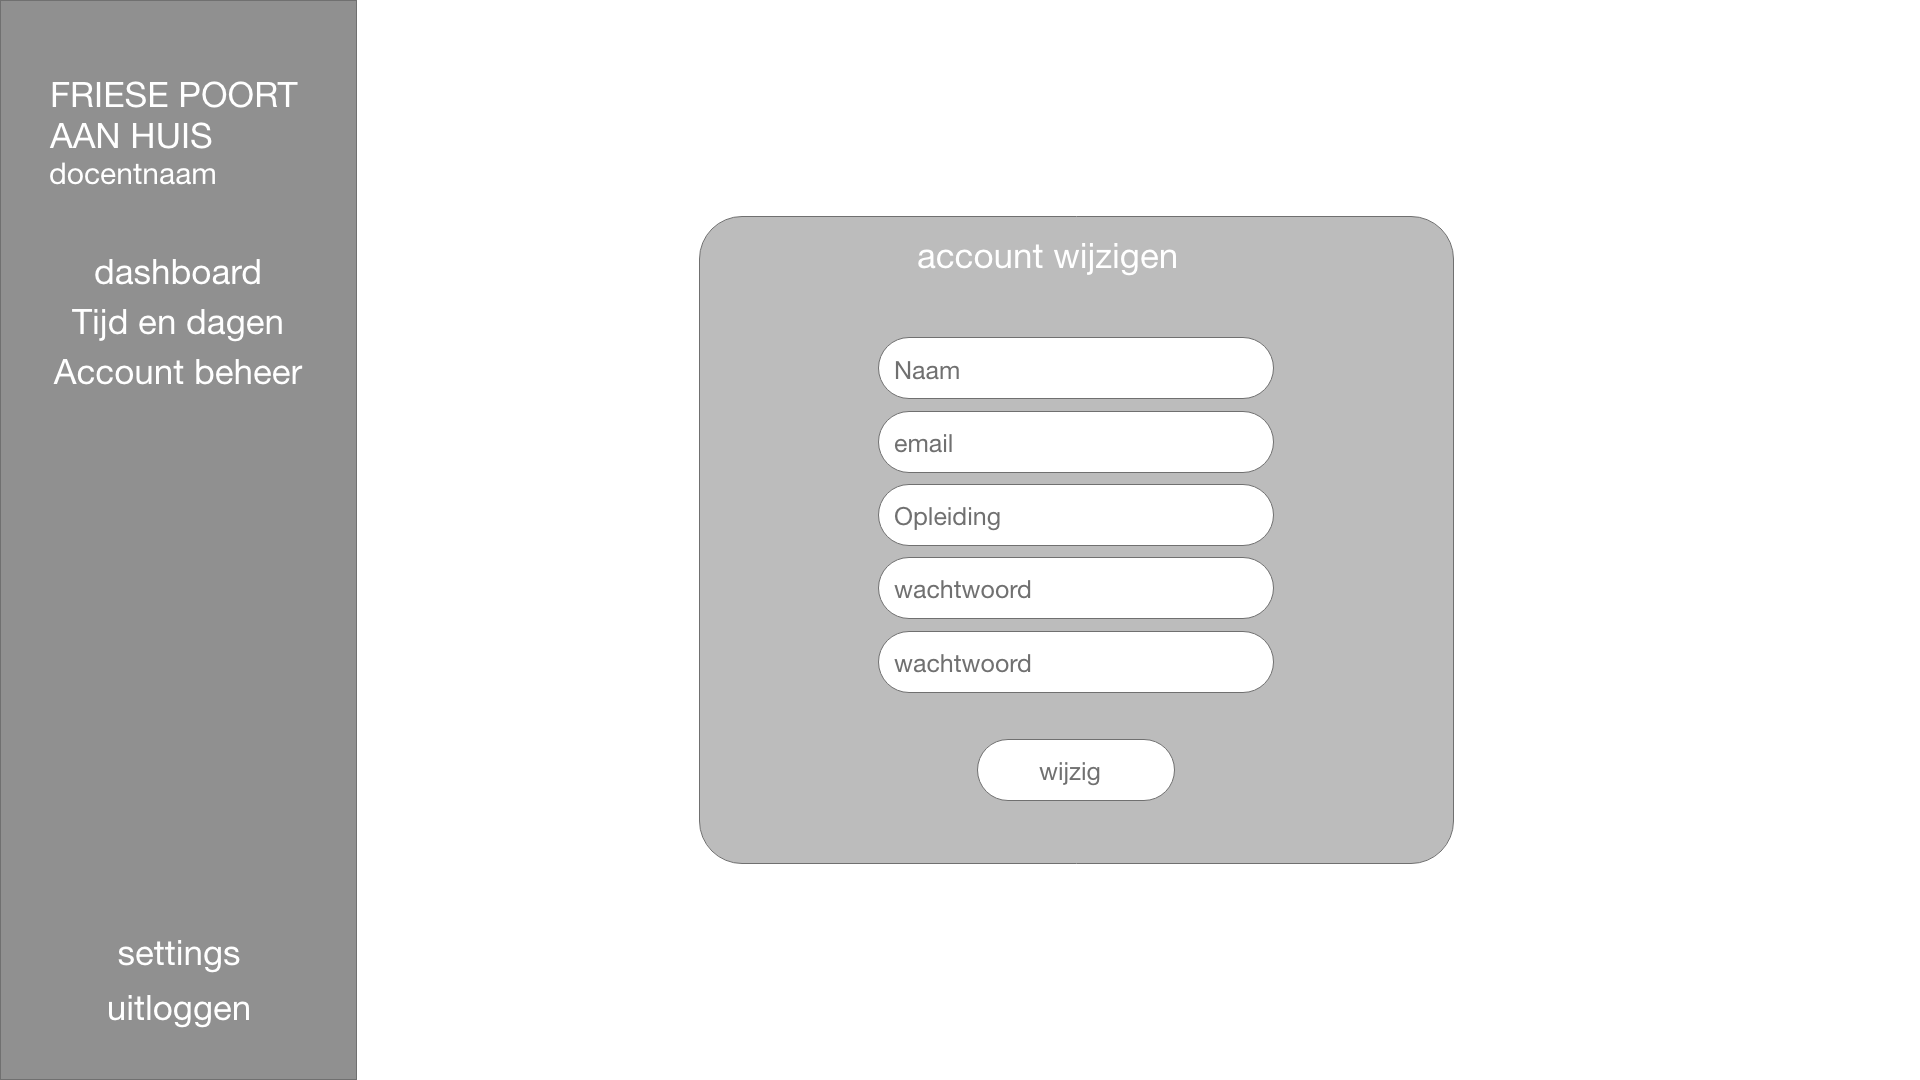 FRIESE POORT
AAN HUIS
docentnaam
dashboard
Tijd en dagen
Account beheer
settings
uitloggen
account wijzigen
Naam
email
Opleiding
wachtwoord
wachtwoord
wijzig